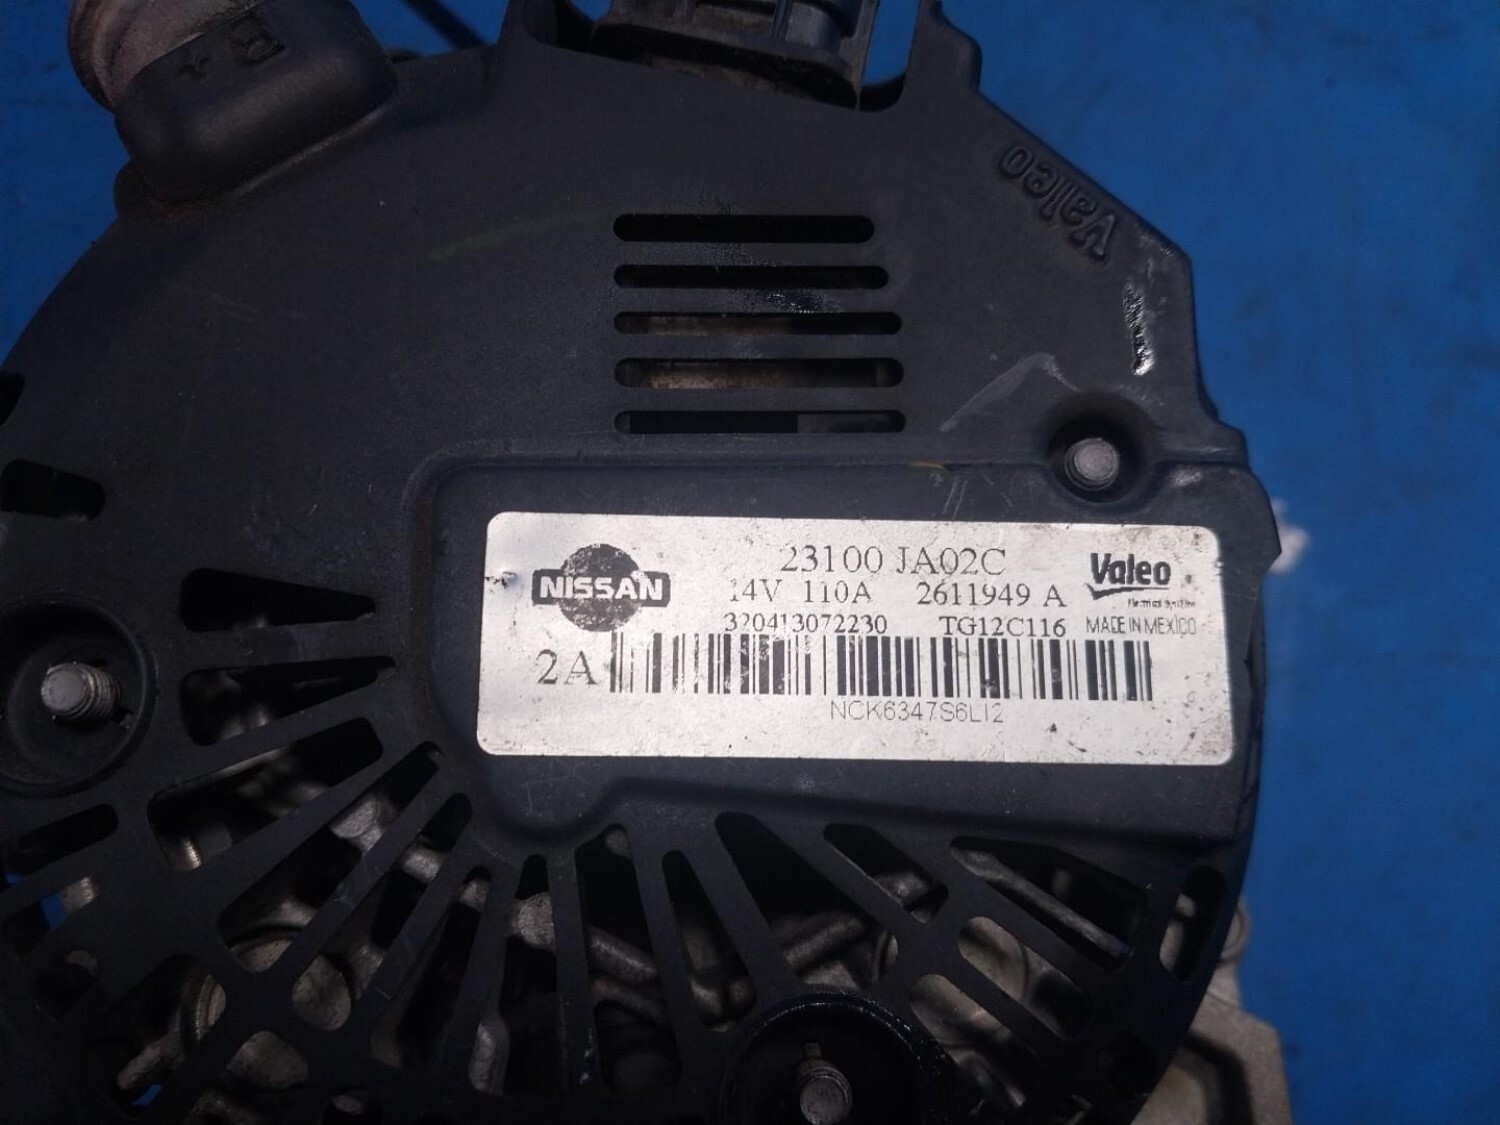 B+
Valeo
NISSAN
23100 JA02C
Valeo
14V 110A
2611949 A
320413072230
TG12C116
MADE IN MEXICO
2A
NCK6347S6LI2